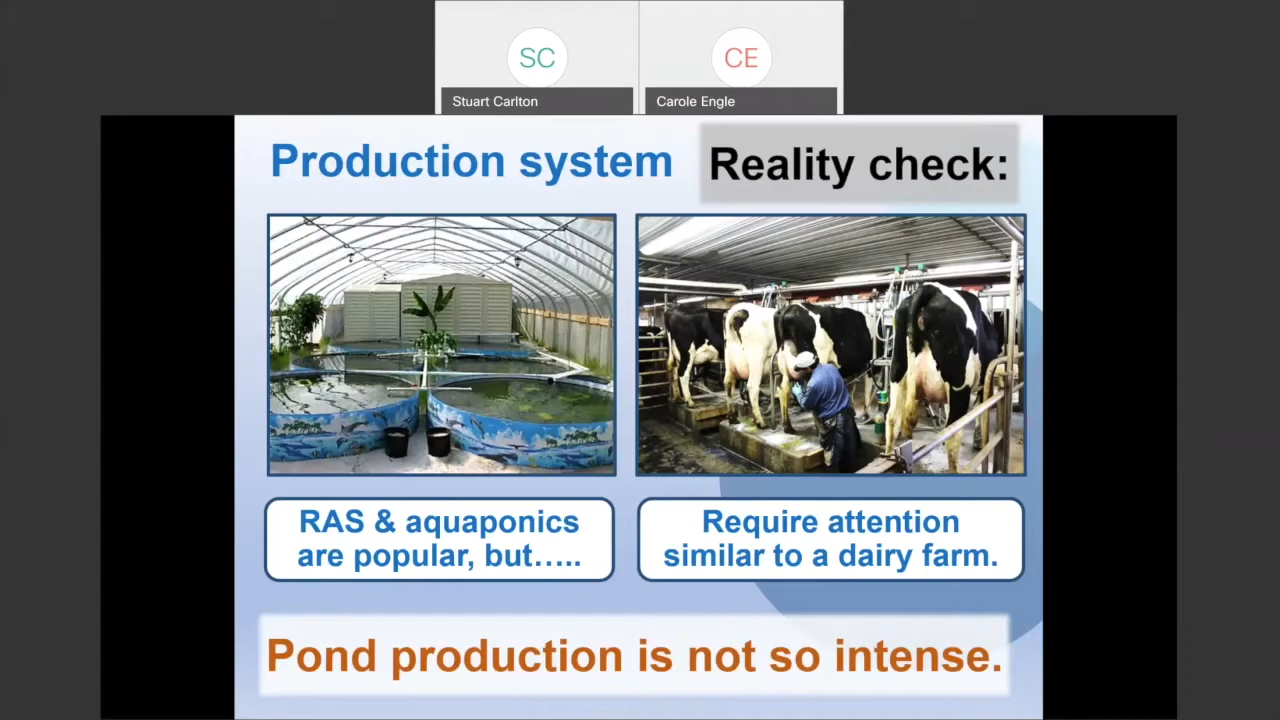 SC
CE
Stuart Carlton
Carole Engle
Production system
Reality check:
RAS & aquaponics
are popular, but…..
Require attention
similar to a dairy farm.
Pond production is not so intense.